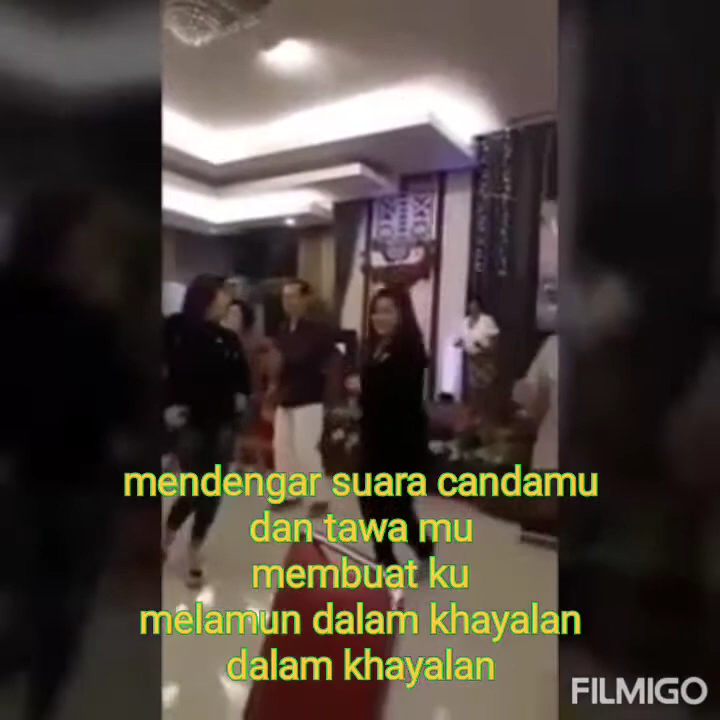 mendengar suara candamu
dan tawa mu
membuat ku
melamun dalam khayalan
dalam khayalan
FILMIGO